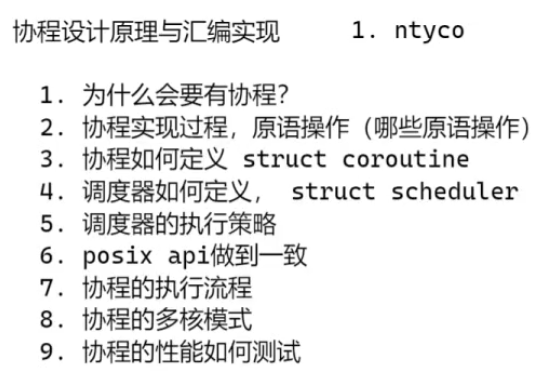 协程设计原理与汇编实现 1. ntyco
1. 为什么会要有协程？
2. 协程实现过程，原语操作（哪些原语操作）
3. 协程如何定义 struct coroutine
4. 调度器如何定义， struct scheduler
5. 调度器的执行策略
6. posix api做到一致
7. 协程的执行流程
8. 协程的多核模式
9. 协程的性能如何测试